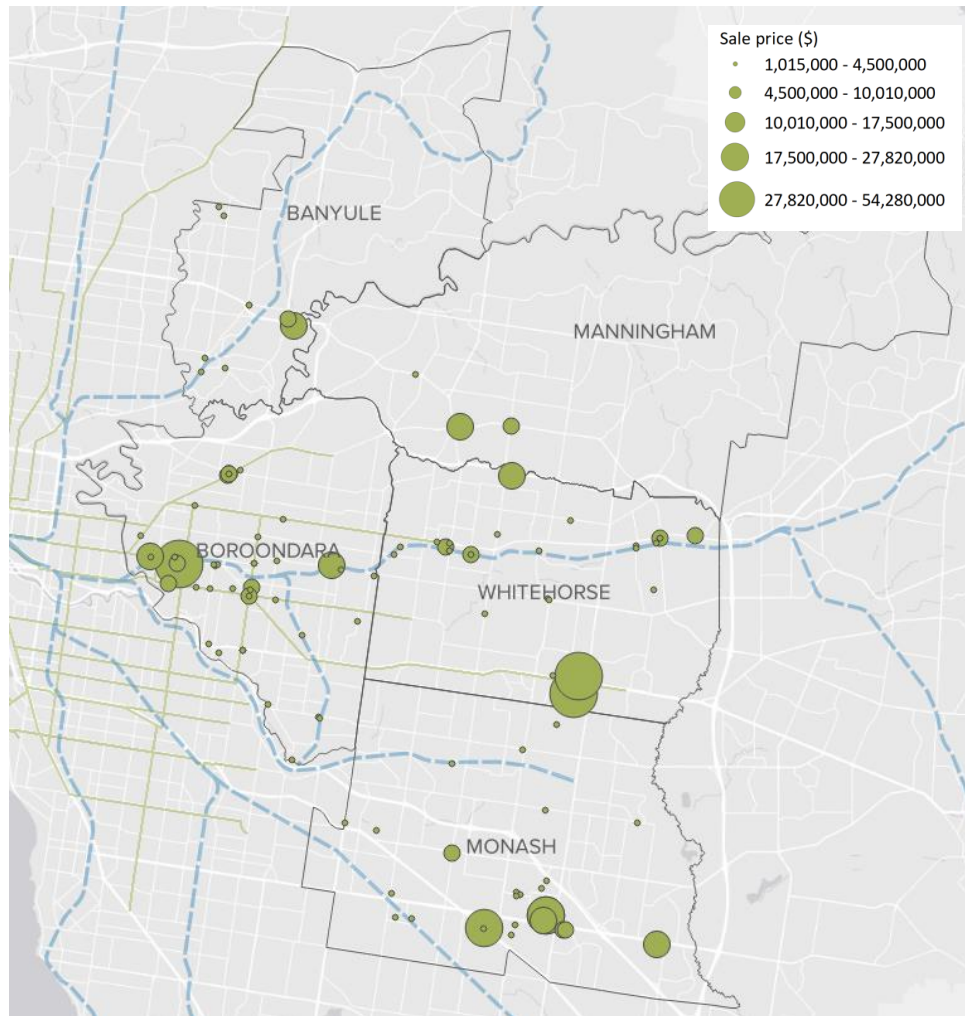 Sale price ($)
1,015,000 - 4,500,000
4,500,000 - 10,010,000
10,010,000 - 17,500,000
17,500,000 - 27,820,000
27,820,000 - 54,280,000
BANYULE
MANNINGHAM
BOROONDARA
WHITEHORSE
MONASH